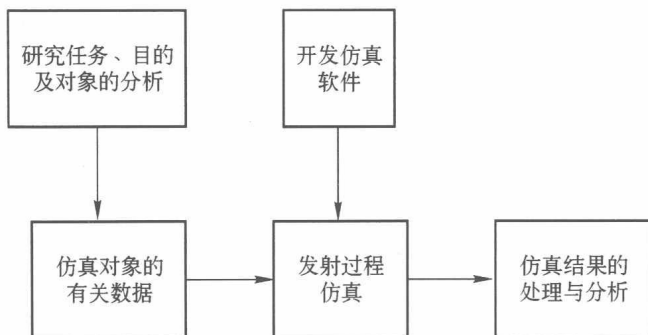 研究任务、目的
及对象的分析
开发仿真
软件
仿真对象的
有关数据
发射过程
仿真
仿真结果的
处理与分析